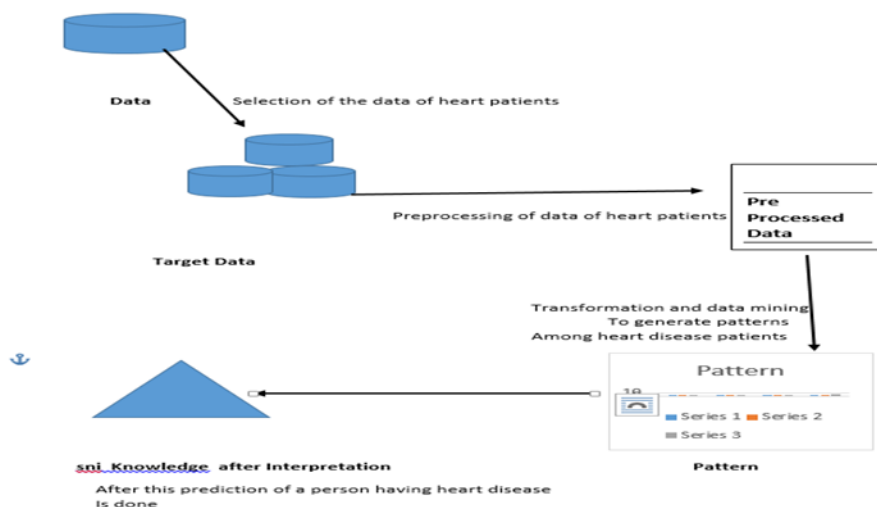 Data
Selection of the data of heart patients
Pre
Processed
Data
Preprocessing of data of heart patients
Target Data
Transformation and data mining
To generate patterns
Among heart disease patients
Pattern
10
Series 1 Series 2
Series 3
sni Knowledge after Interpretation
Pattern
After this prediction of a person having heart disease
Is done